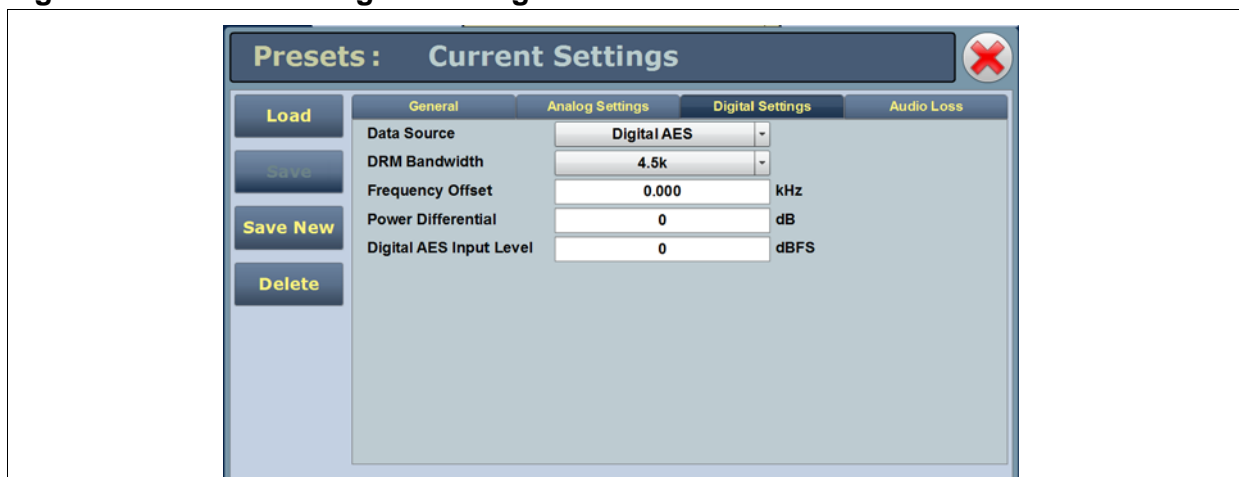 Presets: Current Settings
Load
Save
Save New
Delete
General Analog Settings Digital Settings Audio Loss
Data Source Digital AES
DRM Bandwidth 4.5k
Frequency Offset 0.000 kHz
Power Differential 0 dB
Digital AES Input Level 0 dBFS